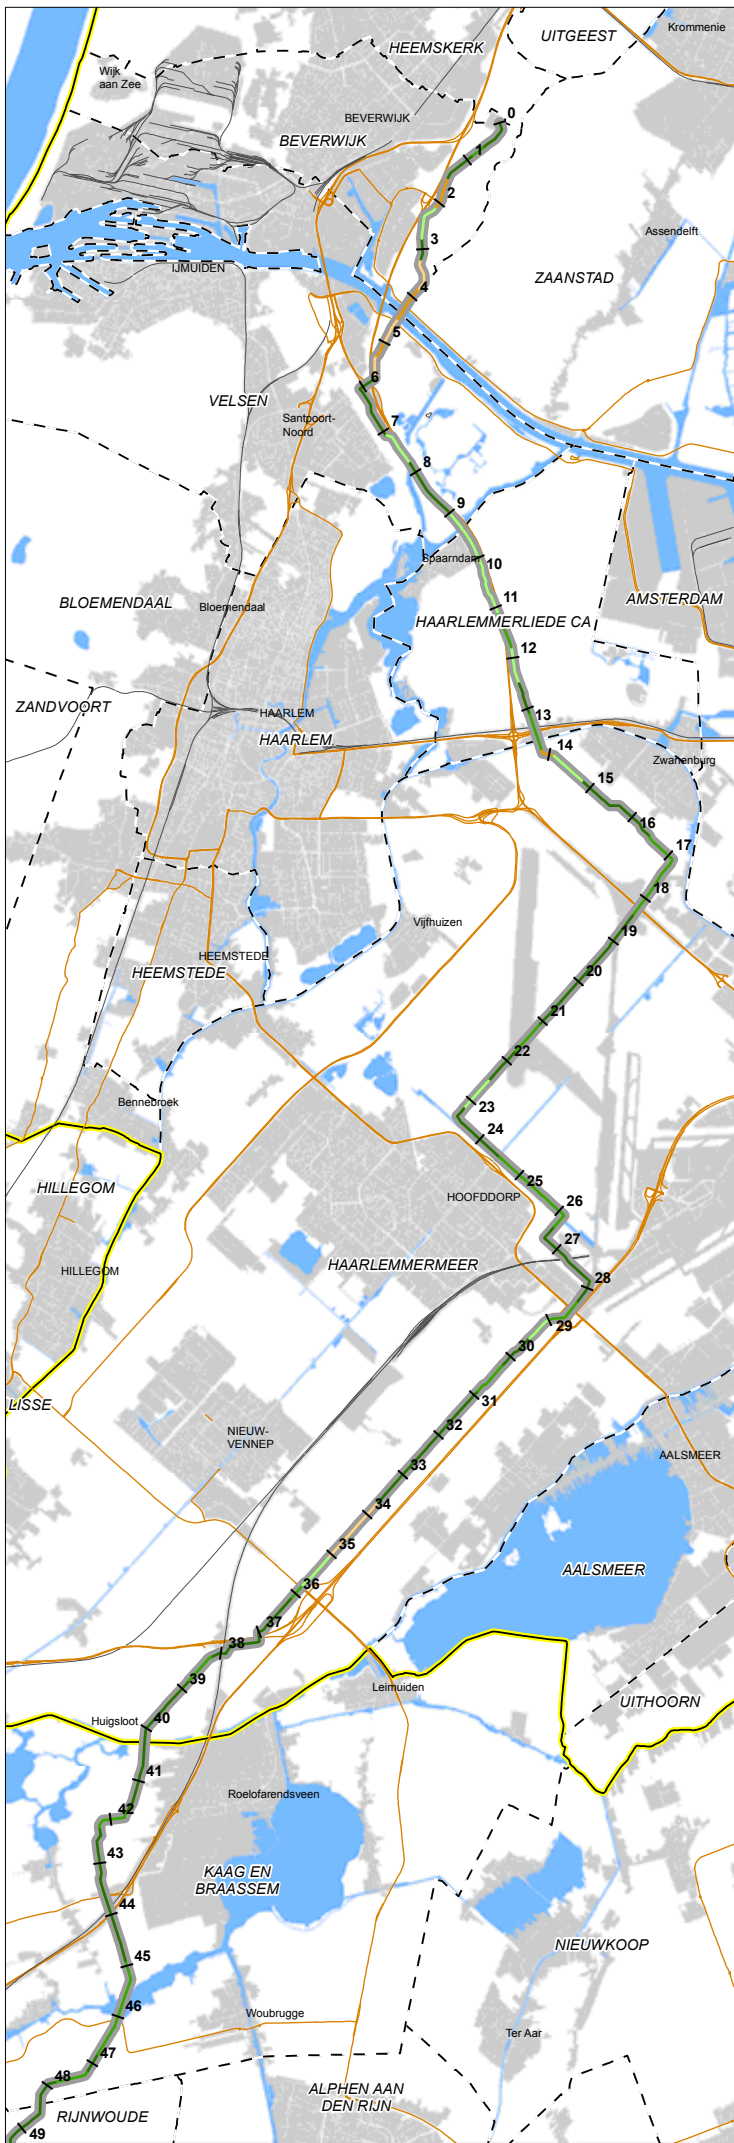 HEEMSKERK
UITGEEST
Krommenie
Wijk
aan Zee
BEVERWIJK
BEVERWIJK
0
1
2
3
Assendelft
IJMUIDEN
ZAANSTAD
4
5
6
VELSEN
Santpoort-
Noord
7
8
9
Spaarndam
10
BLOEMENDAAL
Bloemendaal
11
HAARLEMMERLIEDE CA
AMSTERDAM
12
ZANDVOORT
HAARLEM
HAARLEM
13
14
Zwanenburg
15
16
17
18
Vijfhuizen
19
HEEMSTEDE
HEEMSTEDE
20
21
22
Bennebroek
23
24
25
HILLEGOM
HOOFDDORP
26
27
HILLEGOM
HAARLEMMERMEER
28
29
30
31
LISSE
NIEUW-
VENNEP
32
AALSMEER
33
34
35
AALSMEER
36
37
38
39
Leimuiden
UITHOORN
Huigsloot
40
41
Roelofarendsveen
42
43
KAAG EN
BRAASSEM
44
NIEUWKOOP
45
46
Woubrugge
Ter Aar
47
48
ALPHEN AAN
DEN RIJN
RIJNWOUDE
49